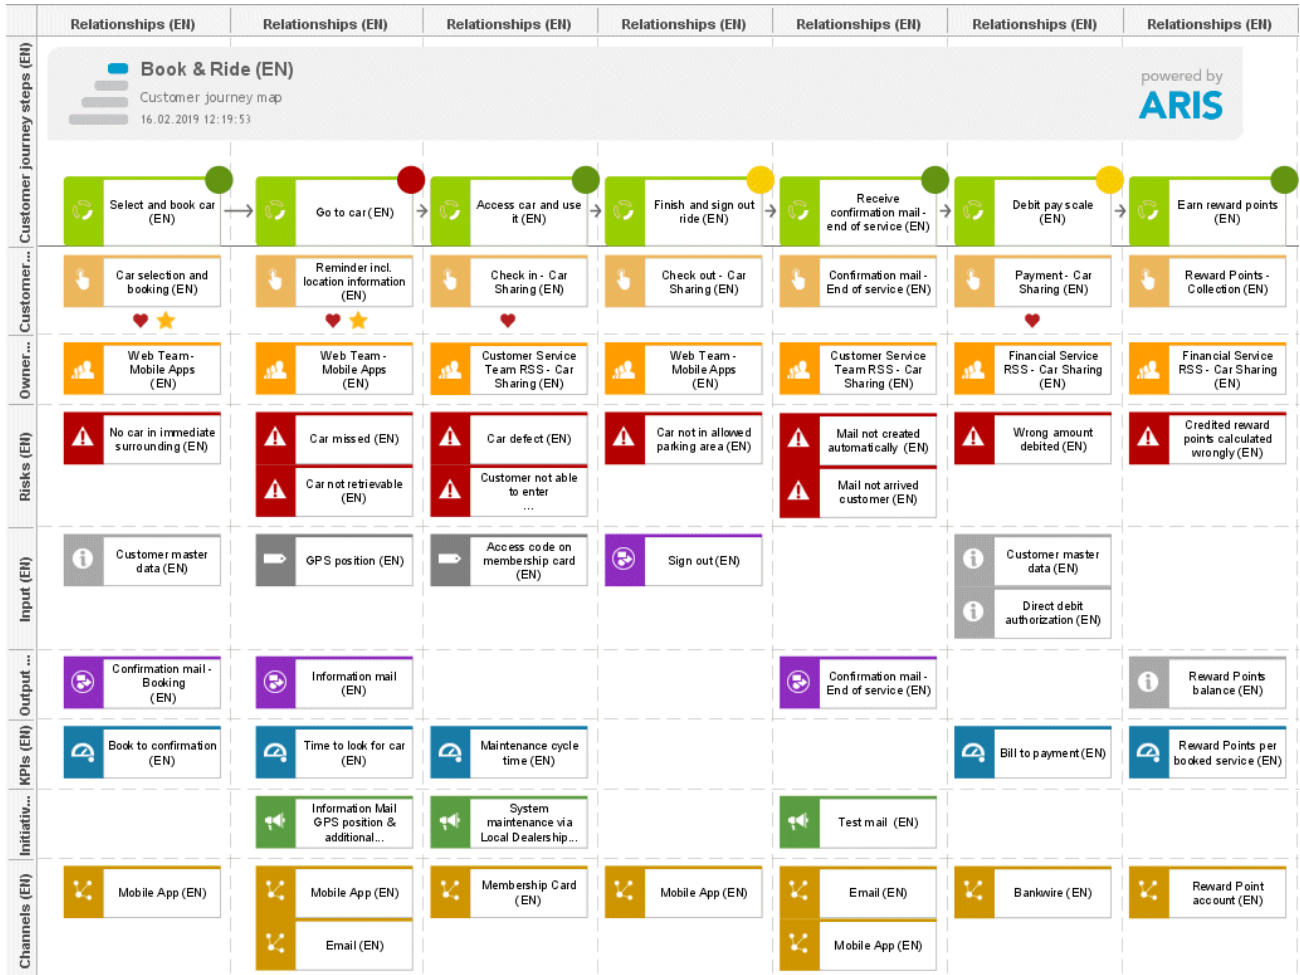 Relationships (EN)
Relationships (EN)
Relationships (EN)
Relationships (EN)
Relationships (EN)
Relationships (EN)
Relationships (EN)
Customer journey steps (EN)
Book & Ride (EN)
Customer journey map
16.02.2019 12:19:53
powered by
ARIS
Select and book car
(EN)
Go to car (EN)
Access car and use
it (EN)
Finish and sign out
ride (EN)
Receive
confirmation mail -
end of service (EN)
Debit pay scale
(EN)
Earn reward points
(EN)
Customer...
Car selection and
booking (EN)
Reminder incl.
location information
(EN)
Check in - Car
Sharing (EN)
Check out - Car
Sharing (EN)
Confirmation mail -
End of service (EN)
Payment - Car
Sharing (EN)
Reward Points -
Collection (EN)
Owner...
Web Team -
Mobile Apps
(EN)
Web Team -
Mobile Apps
(EN)
Customer Service
Team RSS - Car
Sharing (EN)
Web Team -
Mobile Apps
(EN)
Customer Service
Team RSS - Car
Sharing (EN)
Financial Service
RSS - Car Sharing
(EN)
Financial Service
RSS - Car Sharing
(EN)
Risks (EN)
No car in immediate
surrounding (EN)
Car missed (EN)
Car not retrievable
(EN)
Car defect (EN)
Customer not able
to enter
...
Car not in allowed
parking area (EN)
Mail not created
automatically (EN)
Mail not arrived
customer (EN)
Wrong amount
debited (EN)
Credited reward
points calculated
wrongly (EN)
Input (EN)
Customer master
data (EN)
GPS position (EN)
Access code on
membership card
(EN)
Sign out (EN)
Customer master
data (EN)
Direct debit
authorization (EN)
Output ...
Confirmation mail -
Booking
(EN)
Information mail
(EN)
Confirmation mail -
End of service (EN)
Reward Points
balance (EN)
KPIs (EN)
Book to confirmation
(EN)
Time to look for car
(EN)
Maintenance cycle
time (EN)
Bill to payment (EN)
Reward Points per
booked service (EN)
Initiativ...
Information Mail
GPS position &
additional...
System
maintenance via
Local Dealership...
Test mail (EN)
Channels (EN)
Mobile App (EN)
Mobile App (EN)
Email (EN)
Membership Card
(EN)
Mobile App (EN)
Email (EN)
Mobile App (EN)
Bankwire (EN)
Reward Point
account (EN)